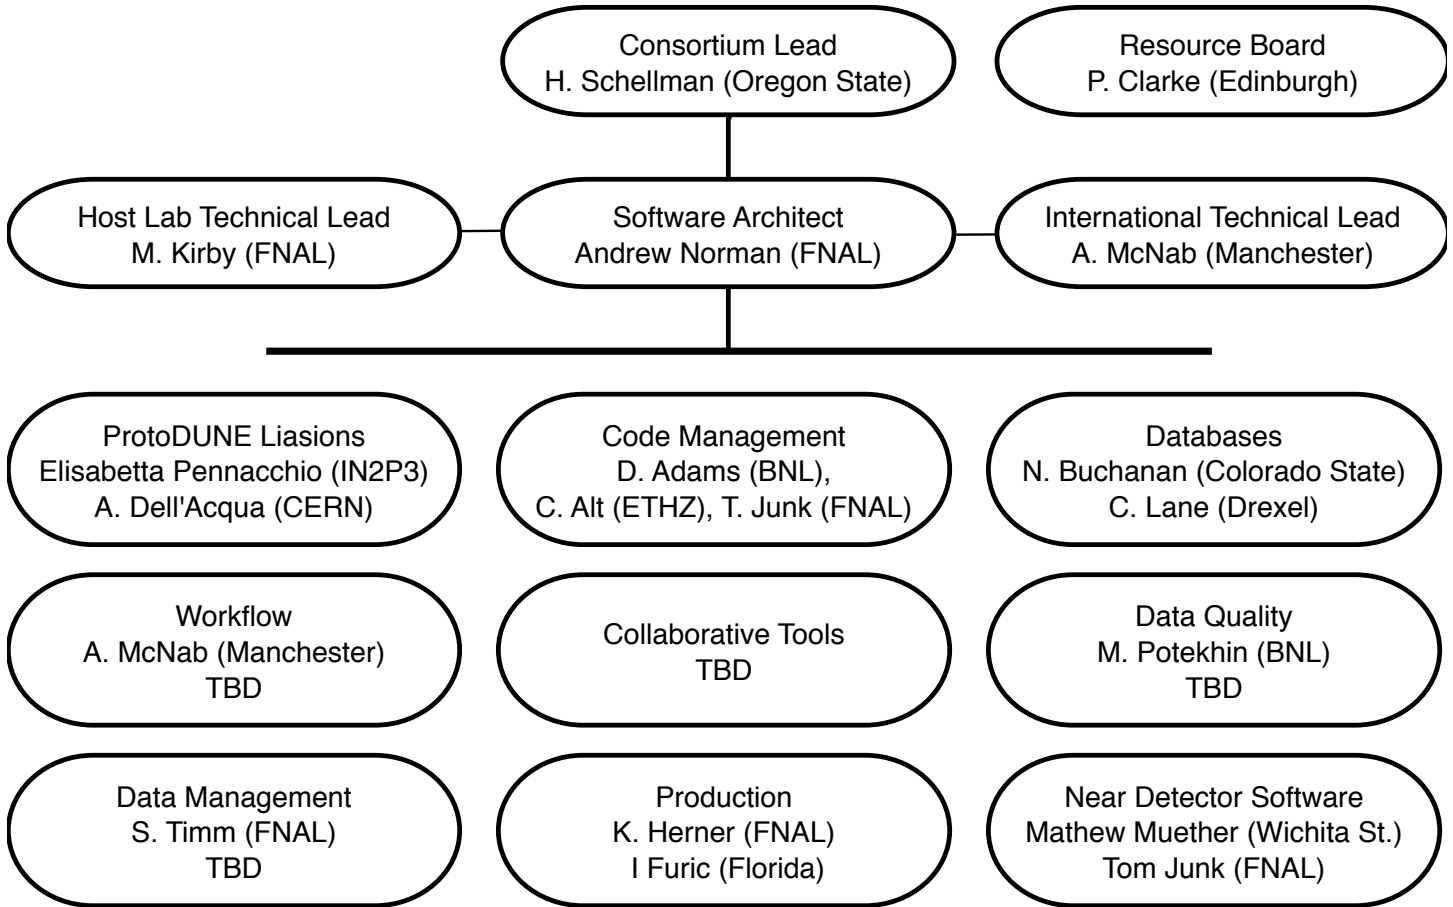 Consortium Lead
H. Schellman (Oregon State)
Resource Board
P. Clarke (Edinburgh)
Host Lab Technical Lead
M. Kirby (FNAL)
Software Architect
Andrew Norman (FNAL)
International Technical Lead
A. McNab (Manchester)
ProtoDUNE Liasions
Elisabetta Pennacchio (IN2P3)
A. Dell'Acqua (CERN)
Code Management
D. Adams (BNL),
C. Alt (ETHZ), T. Junk (FNAL)
Databases
N. Buchanan (Colorado State)
C. Lane (Drexel)
Workflow
A. McNab (Manchester)
TBD
Collaborative Tools
TBD
Data Quality
M. Potekhin (BNL)
TBD
Data Management
S. Timm (FNAL)
TBD
Production
K. Herner (FNAL)
I Furic (Florida)
Near Detector Software
Mathew Muether (Wichita St.)
Tom Junk (FNAL)